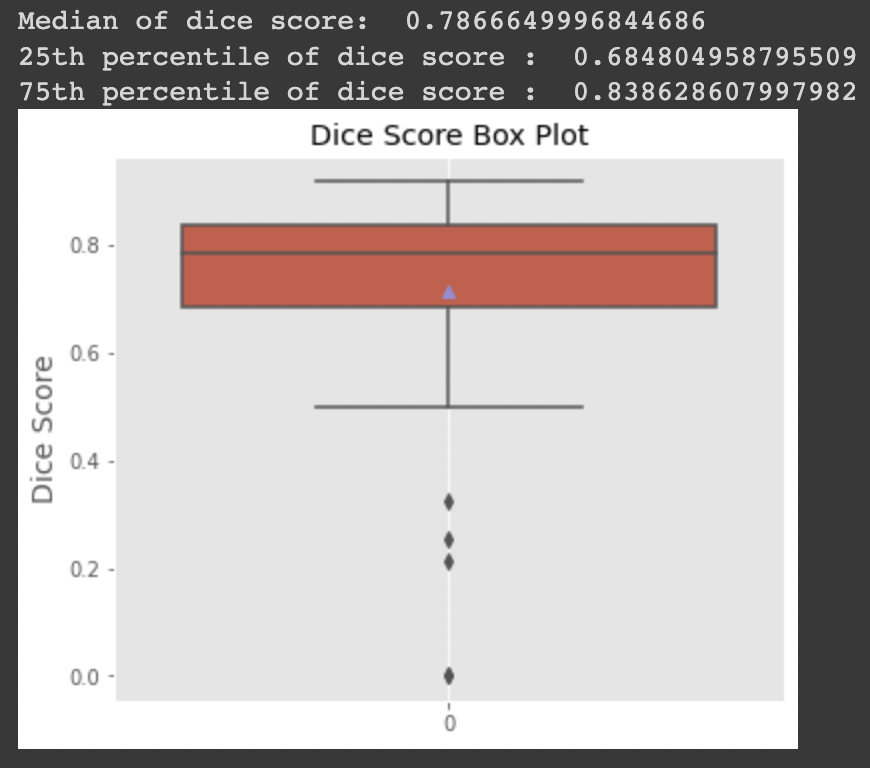 Median of dice score:  0.7866649996844686
25th percentile of dice score :  0.684804958795509
75th percentile of dice score :  0.838628607997982
Dice Score Box Plot
0.8
0.6
0.4
0.2
0.0
Dice Score
0